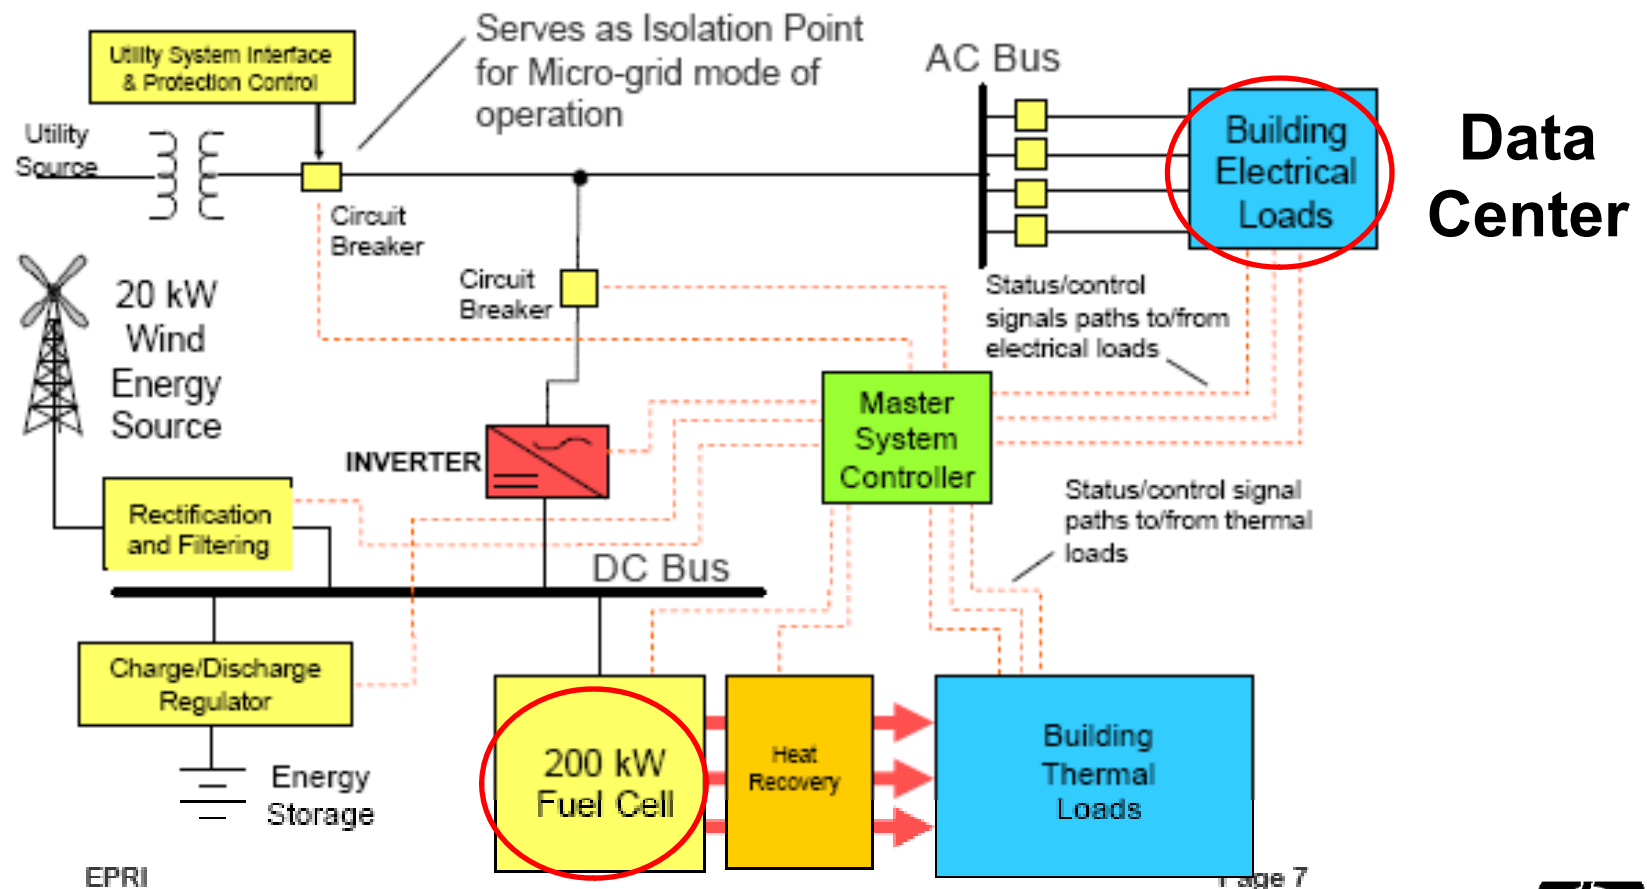 Utility System Interface
& Protection Control
Serves as Isolation Point
for Micro-grid mode of
operation
AC Bus
Building
Electrical
Loads
Data
Center
Utility
Source
Circuit
Breaker
20 kW
Wind
Energy
Source
Circuit
Breaker
Status/control
signals paths to/from
electrical loads
Master
System
Controller
INVERTER
Rectification
and Filtering
Status/control signal
paths to/from thermal
loads
DC Bus
Charge/Discharge
Regulator
Energy
Storage
200 kW
Fuel Cell
Heat
Recovery
Building
Thermal
Loads
EPRI
Page 7